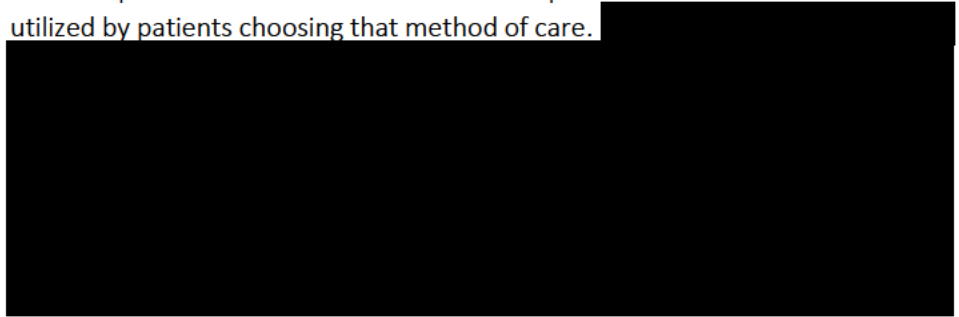 utilized by patients choosing that method of care.